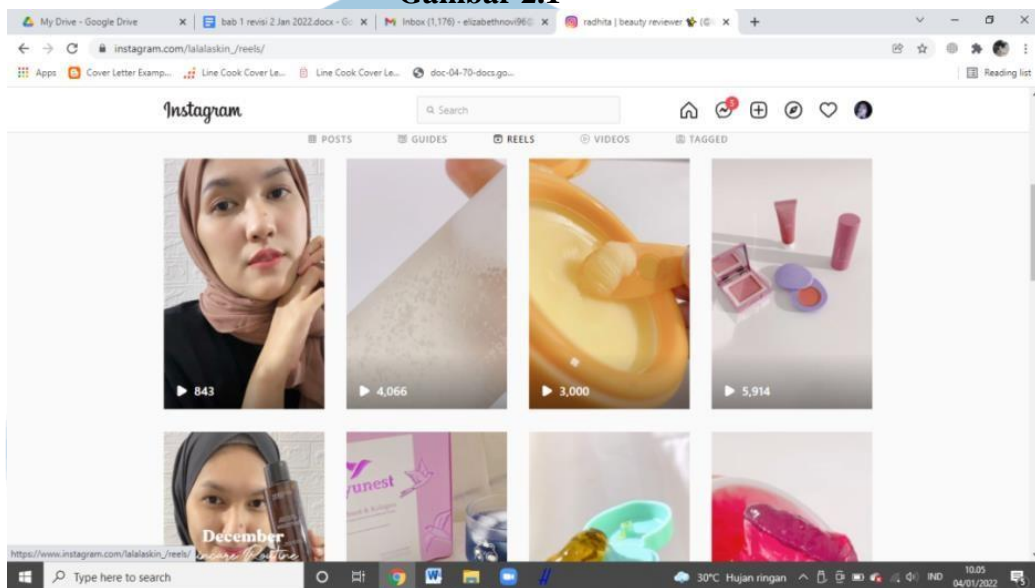 Gambar 2.1
My Drive - Google Drive
bab 1 revisi 2 Jan 2022.docx - Go
Inbox (1,176) - elizabethnovi96
radhita | beauty reviewer
instagram.com/lalalaskin_/reels/
Apps
Cover Letter Examp...
Line Cook Cover Le...
Line Cook Cover Le...
doc-04-70-docs.go...
Reading list
Instagram
Search
3
POSTS
GUIDES
REELS
VIDEOS
TAGGED
843
4,066
3,000
5,914
yunest
December
Skincare Routine
https://www.instagram.com/lalalaskin_/reels/
Type here to search
30°C Hujan ringan
IND
10.05
04/01/2022